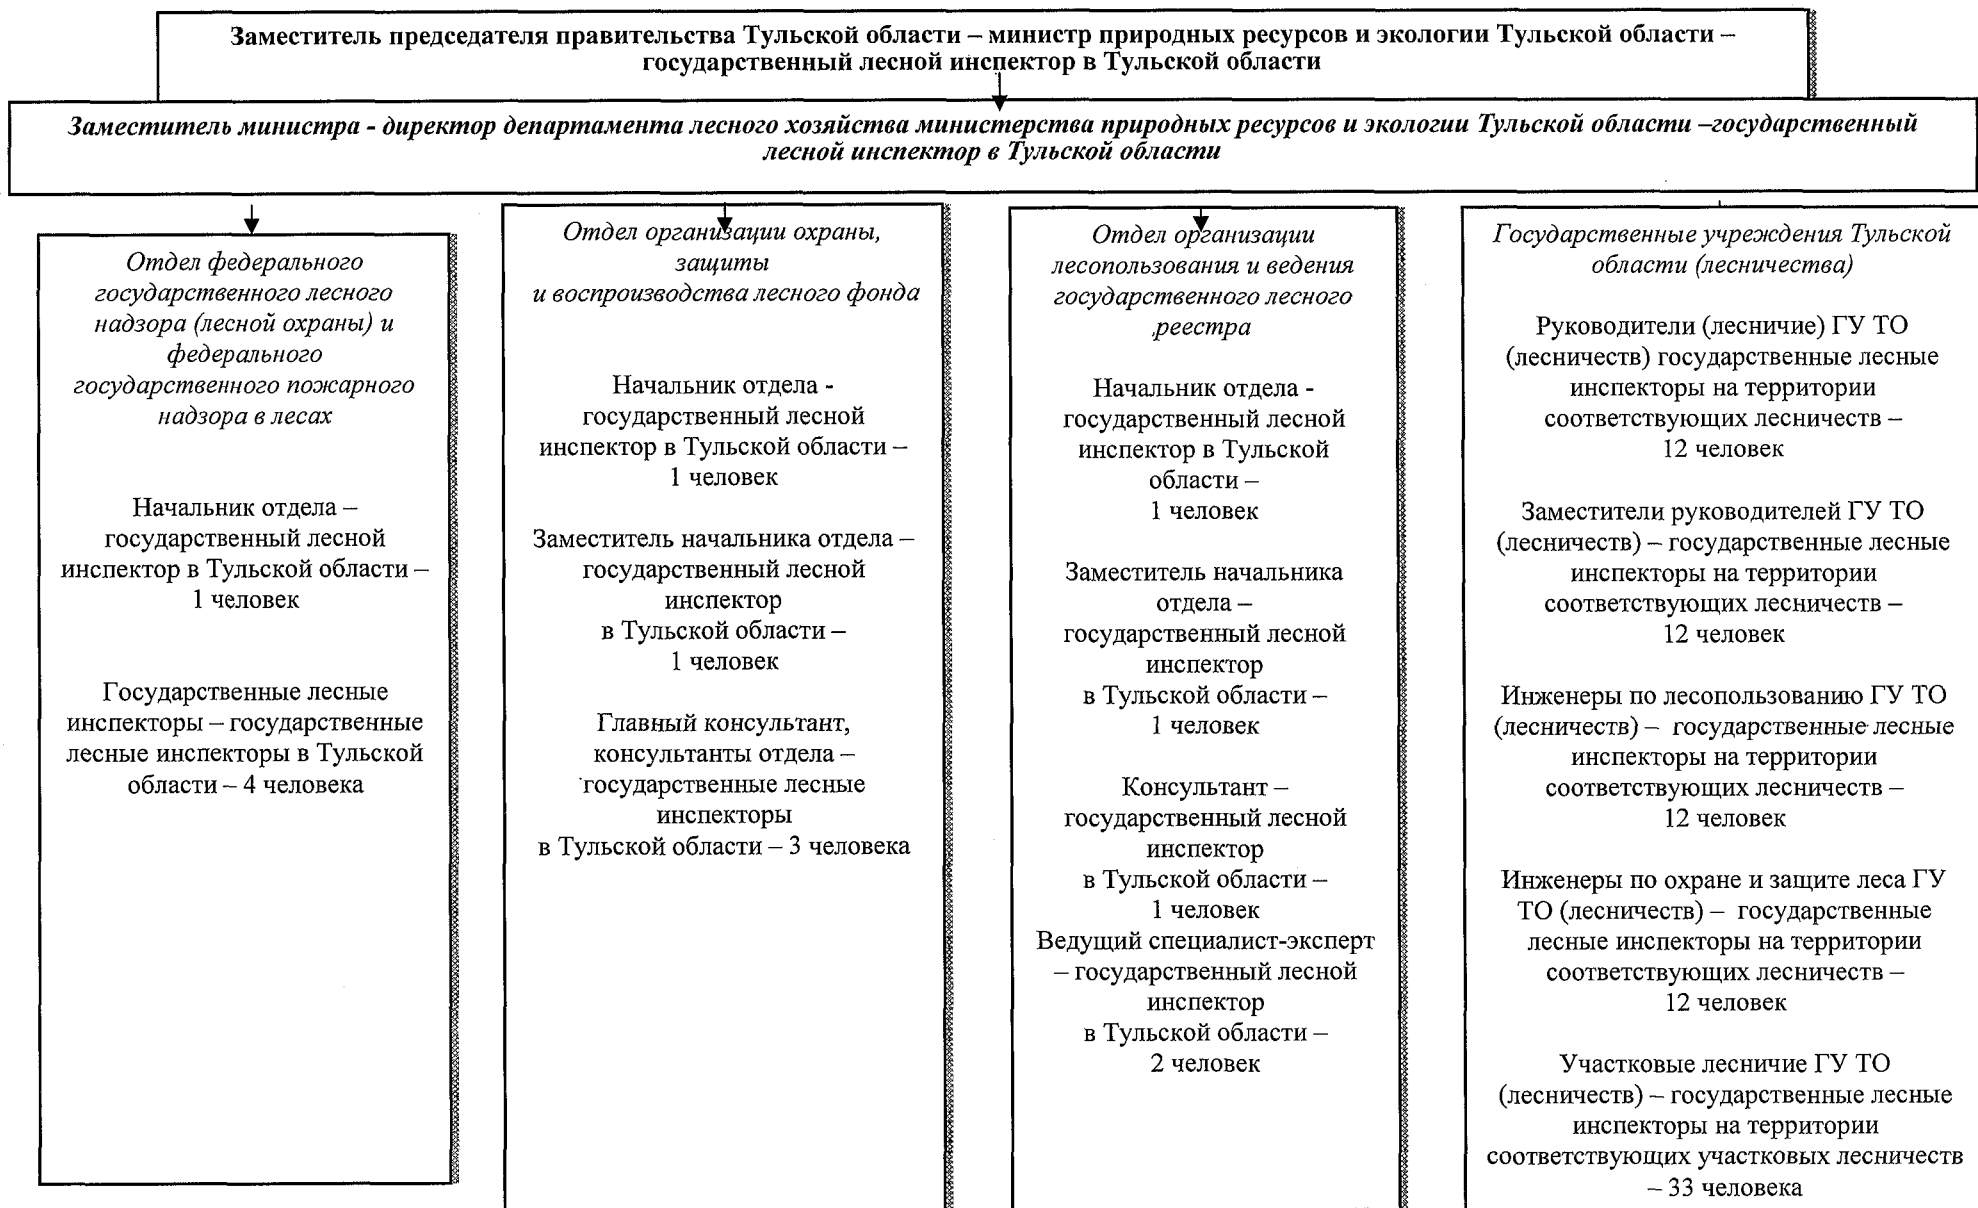 Заместитель председателя правительства Тульской области – министр природных ресурсов и экологии Тульской области –
государственный лесной инспектор в Тульской области
Заместитель министра - директор департамента лесного хозяйства министерства природных ресурсов и экологии Тульской области –государственный
лесной инспектор в Тульской области
Отдел федерального
государственного лесного
надзора (лесной охраны) и
федерального
государственного пожарного
надзора в лесах
Начальник отдела –
государственный лесной
инспектор в Тульской области –
1 человек
Государственные лесные
инспекторы – государственные
лесные инспекторы в Тульской
области – 4 человека
Отдел организации охраны,
защиты
и воспроизводства лесного фонда
Начальник отдела -
государственный лесной
инспектор в Тульской области –
1 человек
Заместитель начальника отдела –
государственный лесной
инспектор
в Тульской области –
1 человек
Главный консультант,
консультанты отдела –
государственные лесные
инспекторы
в Тульской области – 3 человека
Отдел организации
лесопользования и ведения
государственного лесного
реестра
Начальник отдела -
государственный лесной
инспектор в Тульской
области –
1 человек
Заместитель начальника
отдела –
государственный лесной
инспектор
в Тульской области –
1 человек
Консультант –
государственный лесной
инспектор
в Тульской области –
1 человек
Ведущий специалист-эксперт
– государственный лесной
инспектор
в Тульской области –
2 человек
Государственные учреждения Тульской
области (лесничества)
Руководители (лесничие) ГУ ТО
(лесничеств) государственные лесные
инспекторы на территории
соответствующих лесничеств –
12 человек
Заместители руководителей ГУ ТО
(лесничеств) – государственные лесные
инспекторы на территории
соответствующих лесничеств –
12 человек
Инженеры по лесопользованию ГУ ТО
(лесничеств) – государственные лесные
инспекторы на территории
соответствующих лесничеств –
12 человек
Инженеры по охране и защите леса ГУ
ТО (лесничеств) – государственные
лесные инспекторы на территории
соответствующих лесничеств –
12 человек
Участковые лесничие ГУ ТО
(лесничеств) – государственные лесные
инспекторы на территории
соответствующих участковых лесничеств
– 33 человека